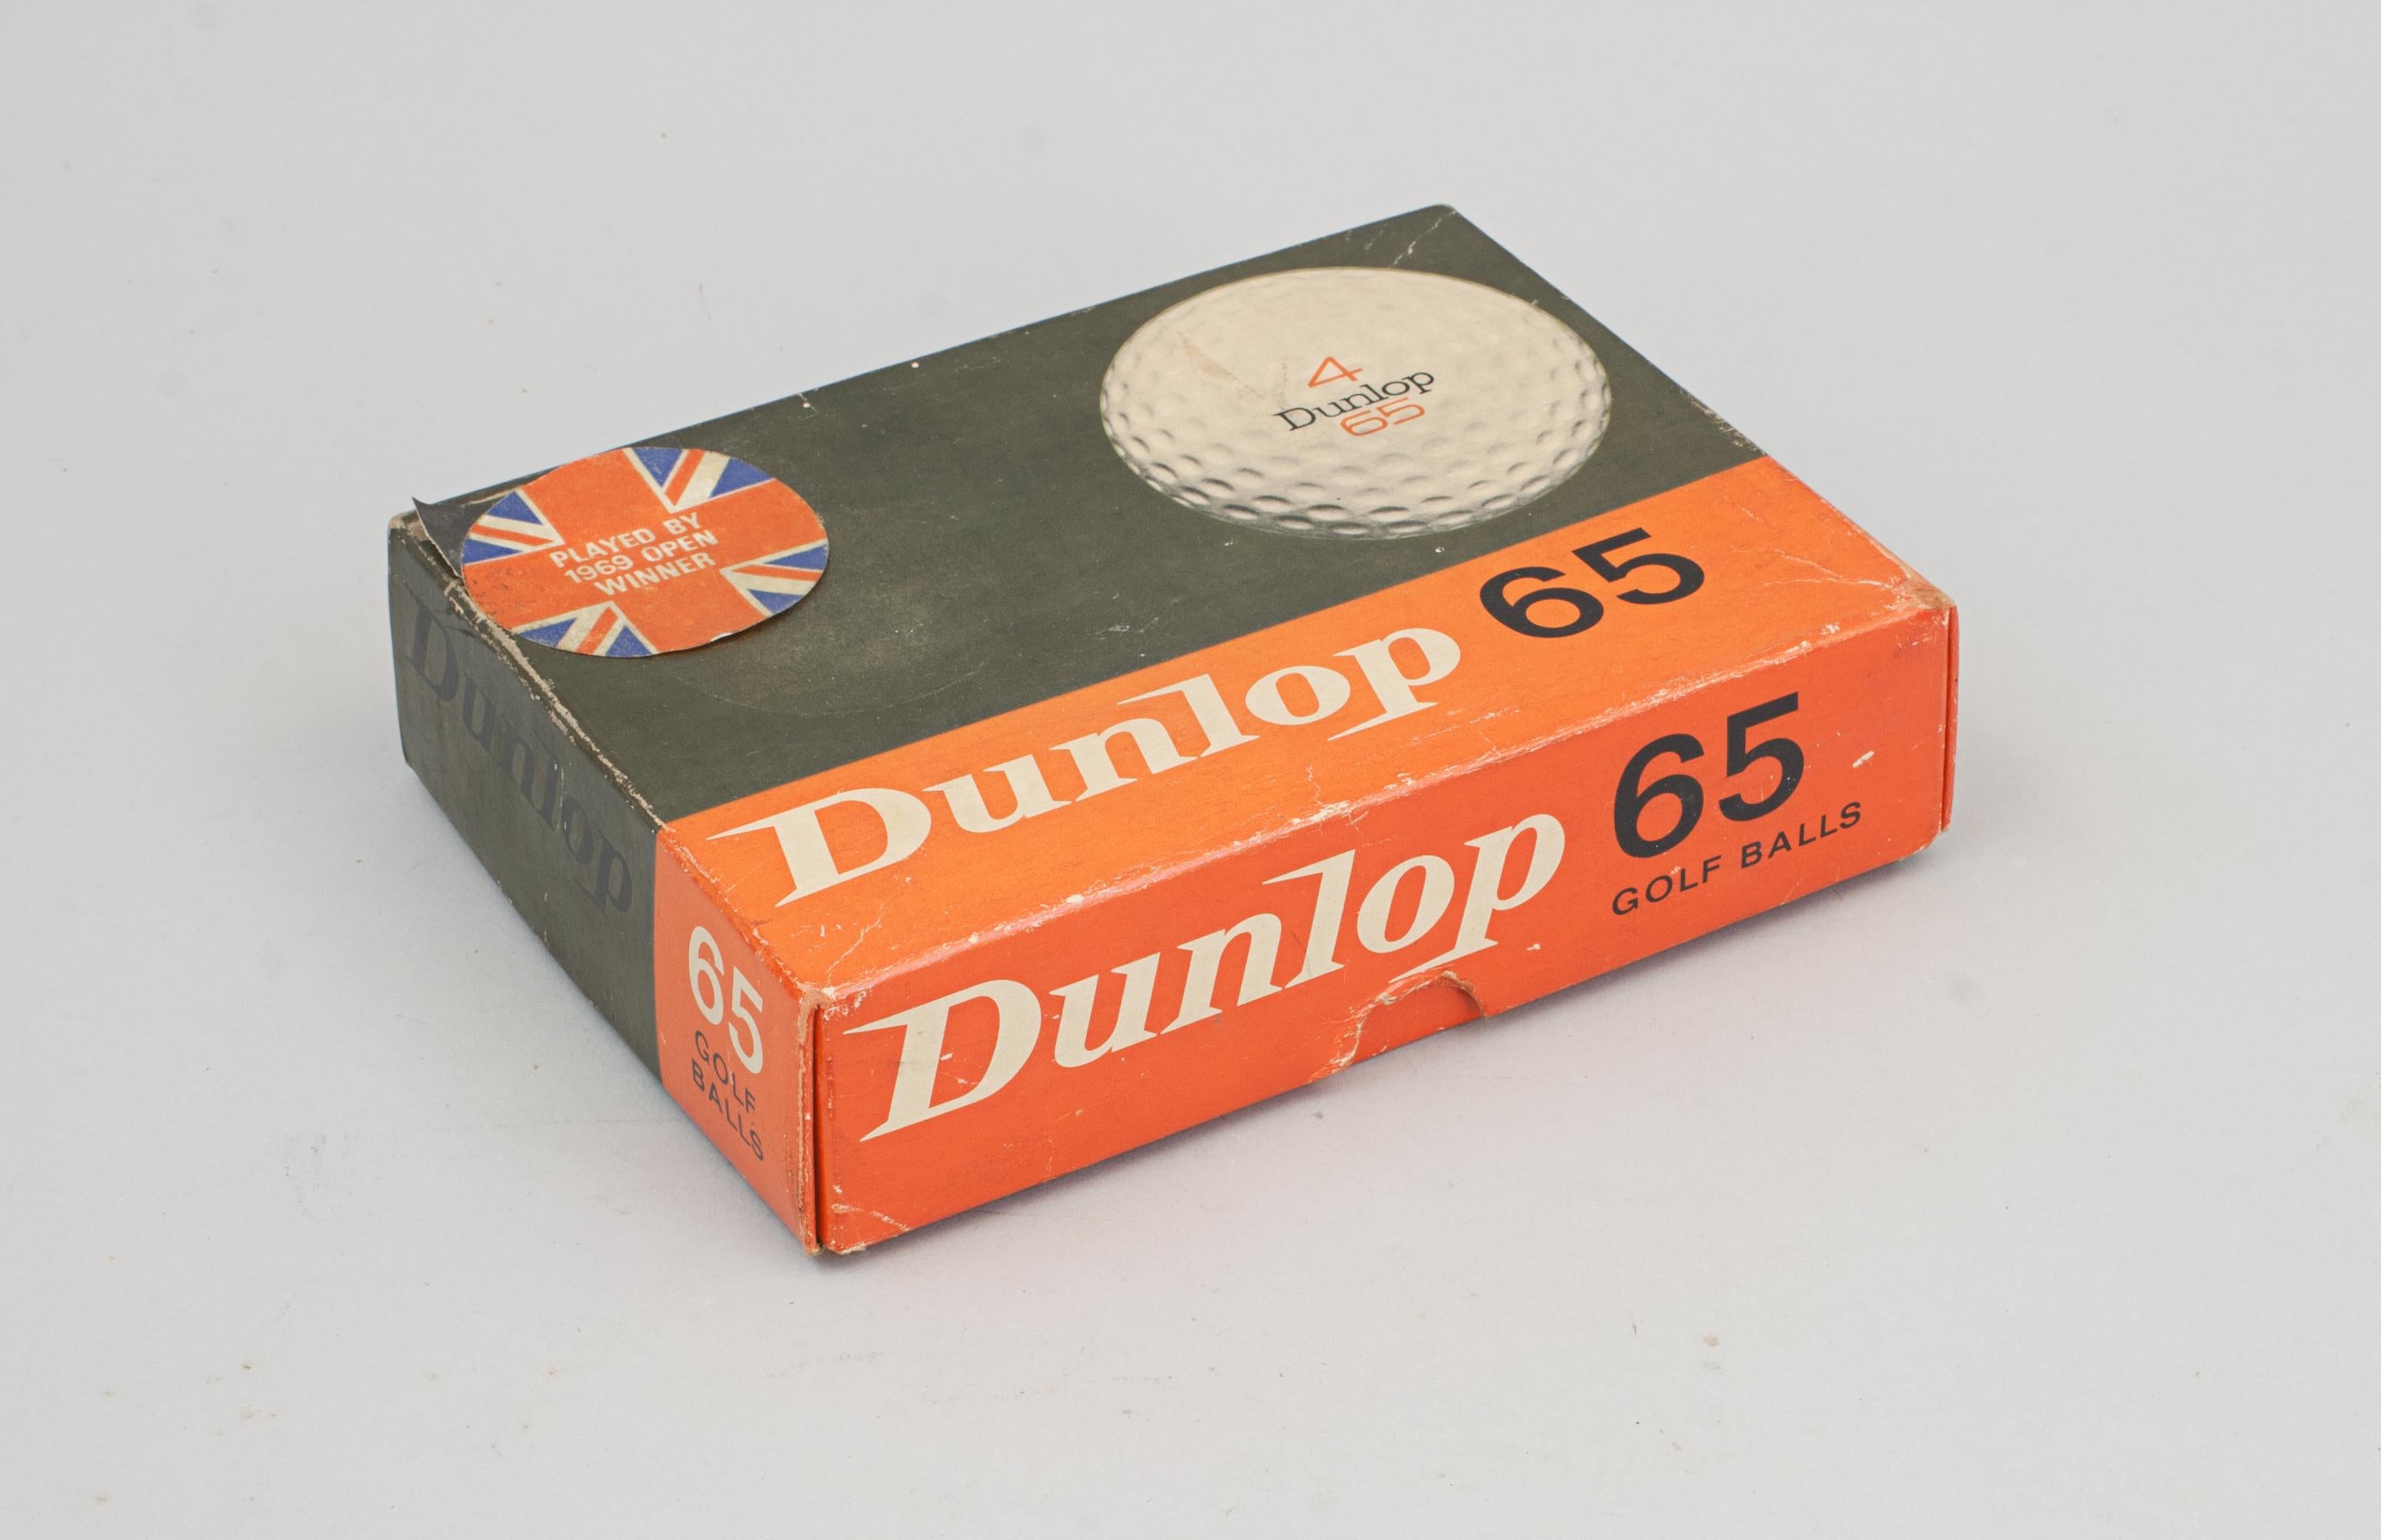 4
Dunlop
65
PLAYED BY
1969 OPEN
WINNER
Dunlop 65
Dunlop 65
GOLF BALLS
Dunlop
65
GOLF
BALLS